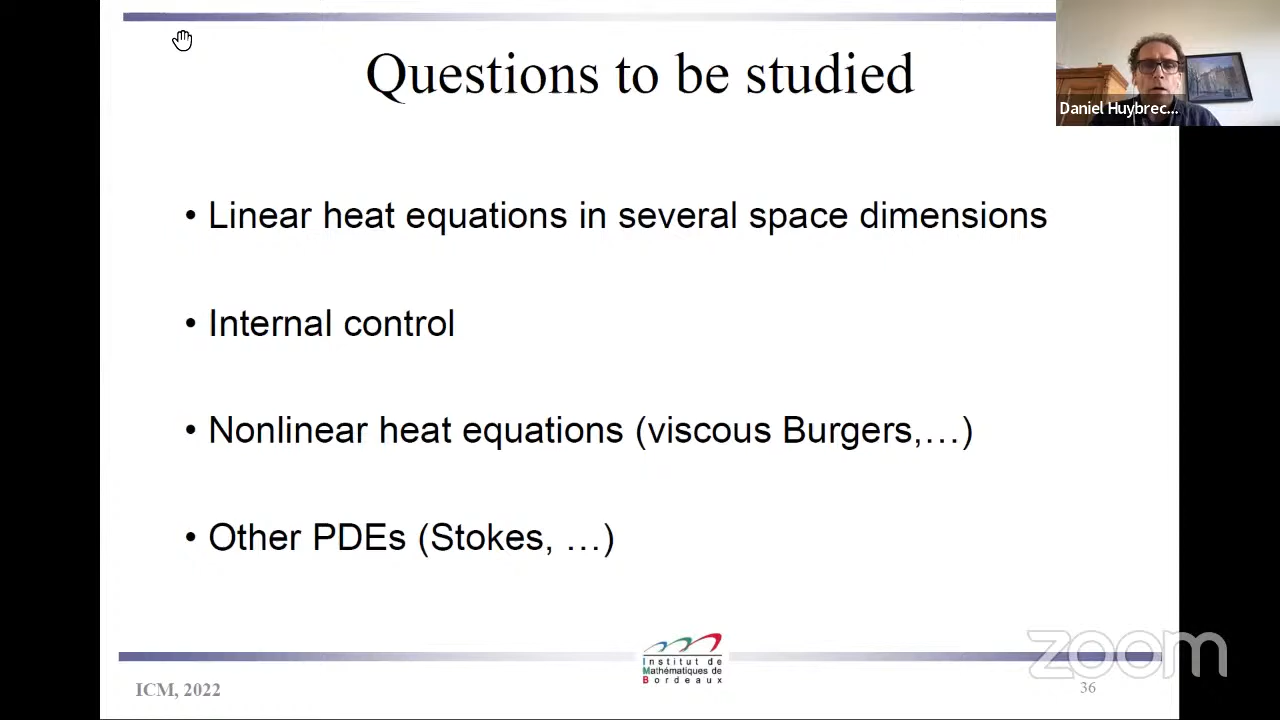 Questions to be studied
Daniel Huybrec...
• Linear heat equations in several space dimensions
• Internal control
• Nonlinear heat equations (viscous Burgers,…)
• Other PDEs (Stokes, …)
Institut de
Mathématiques de
Bordeaux
zoom
ICM, 2022
36